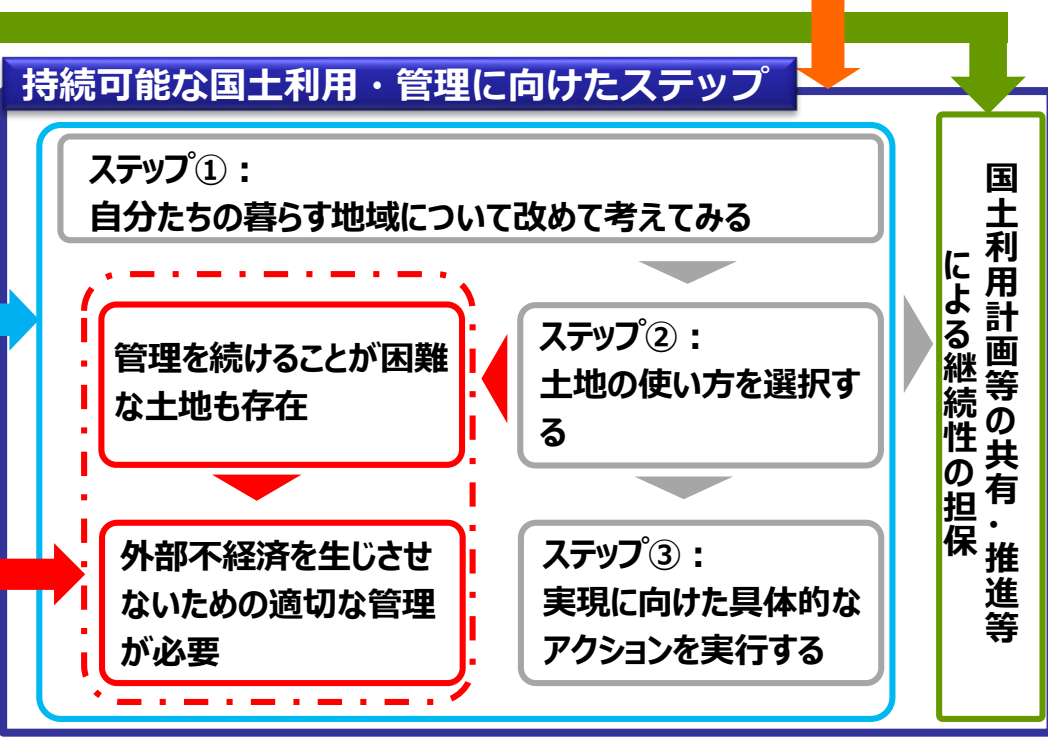 持続可能な国土利用・管理に向けたステップ
ステップ①：
自分たちの暮らす地域について改めて考えてみる
ステップ②：
土地の使い方を選択す
る
管理を続けることが困難
な土地も存在
外部不経済を生じさせ
ないための適切な管理
が必要
ステップ③：
実現に向けた具体的な
アクションを実行する
国土利用計画等の共有・推進等
による継続性の担保